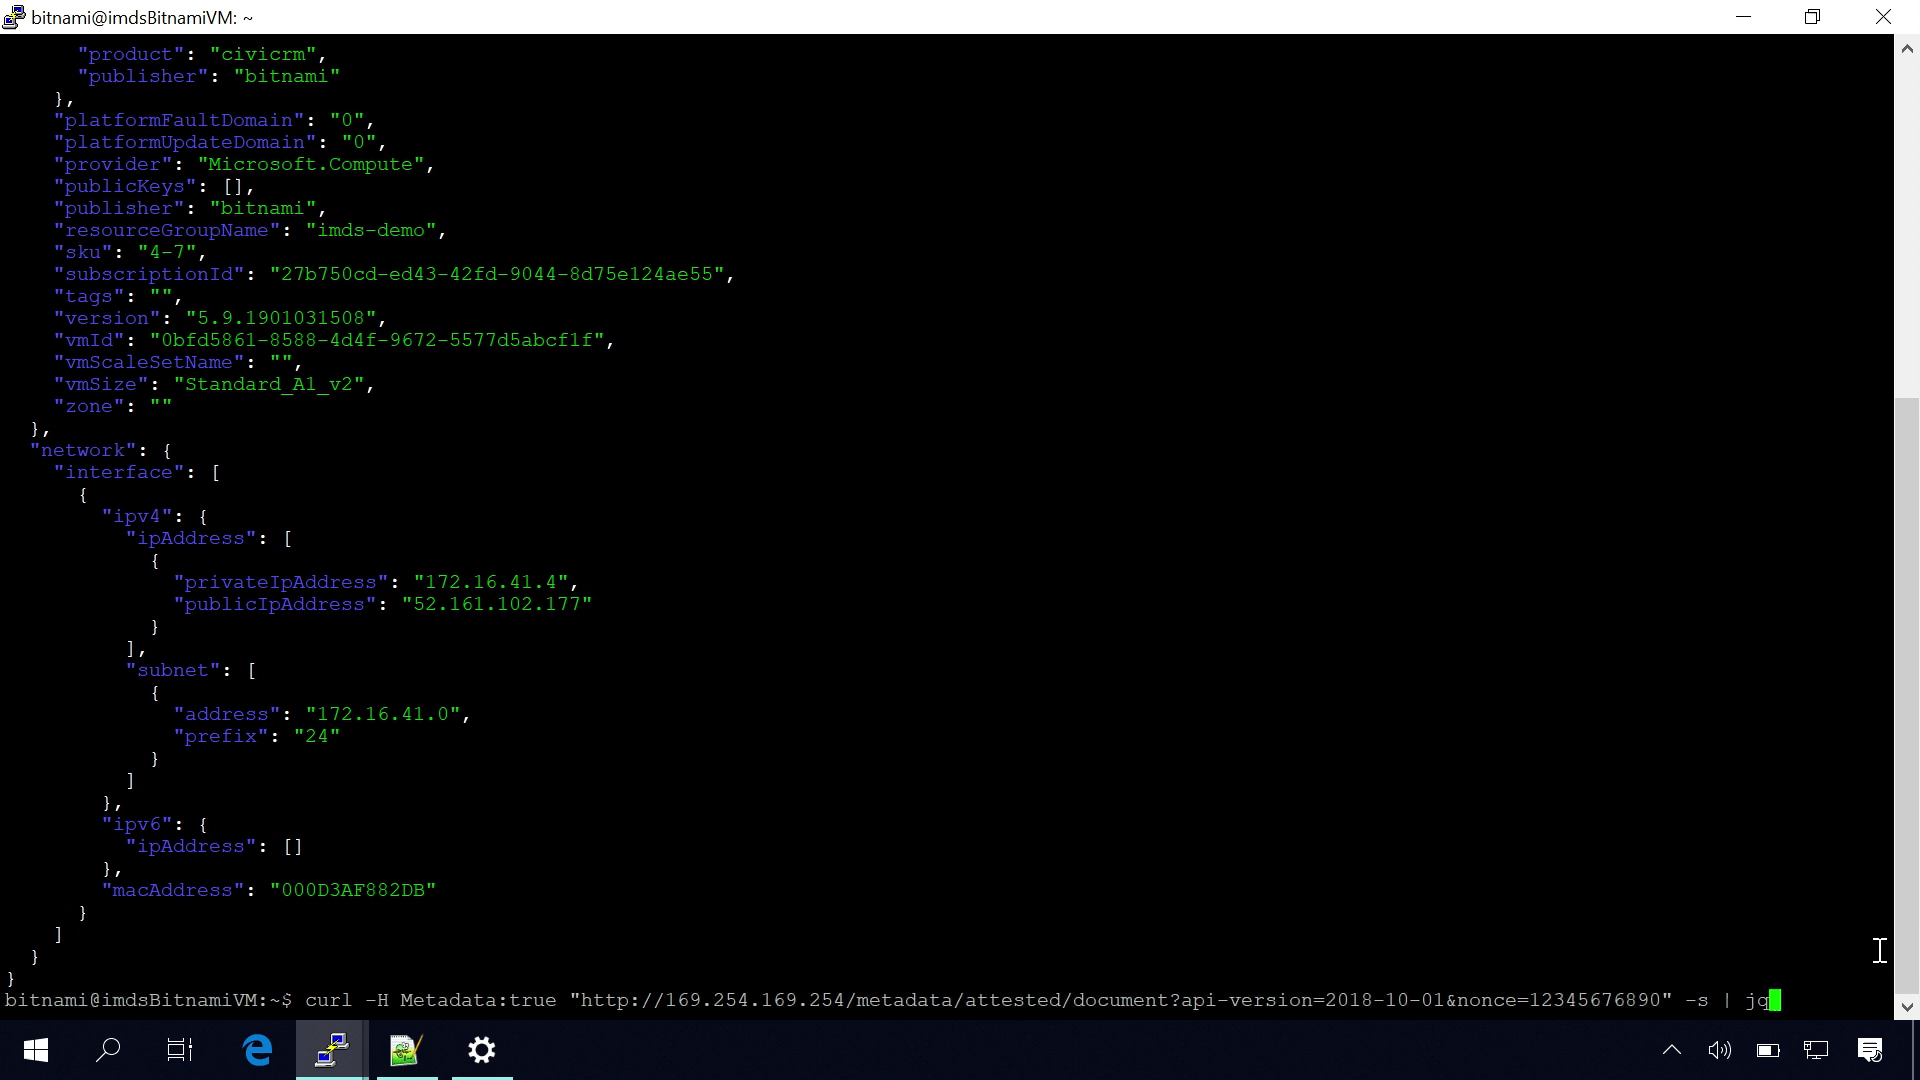 bitnami@imdsBitnamiVM: ~
"product": "civicrm",
"publisher": "bitnami"
},
"platformFaultDomain": "0",
"platformUpdateDomain": "0",
"provider": "Microsoft.Compute",
"publicKeys": [],
"publisher": "bitnami",
"resourceGroupName": "imds-demo",
"sku": "4-7",
"subscriptionId": "27b750cd-ed43-42fd-9044-8d75e124ae55",
"tags": "",
"version": "5.9.1901031508",
"vmId": "0bfd5861-8588-4d4f-9672-5577d5abcf1f",
"vmScaleSetName": "",
"vmSize": "Standard_A1_v2",
"zone": ""
},
"network": {
"interface": [
{
"ipv4": {
"ipAddress": [
{
"privateIpAddress": "172.16.41.4",
"publicIpAddress": "52.161.102.177"
}
],
"subnet": [
{
"address": "172.16.41.0",
"prefix": "24"
}
]
},
"ipv6": {
"ipAddress": []
},
"macAddress": "000D3AF882DB"
}
]
}
}
bitnami@imdsBitnamiVM:~$ curl -H Metadata:true "http://169.254.169.254/metadata/attested/document?api-version=2018-10-01&nonce=12345676890" -s | jq